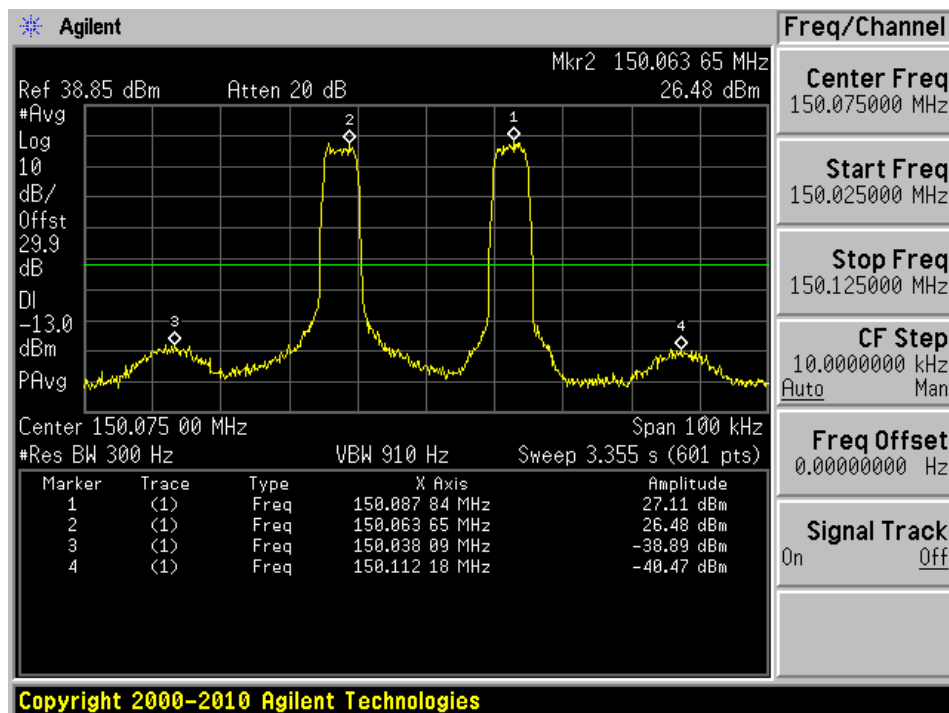 Agilent
Mkr2 150.063 65 MHz
Ref 38.85 dBm Atten 20 dB 26.48 dBm
#Avg
Log
10
dB/
Offst
29.9
dB
DI
-13.0
dBm
PAvg
2
1
3
4
Center 150.075 00 MHz Span 100 kHz
#Res BW 300 Hz VBW 910 Hz Sweep 3.355 s (601 pts)
Marker Trace Type X Axis Amplitude
1 (1) Freq 150.087 84 MHz 27.11 dBm
2 (1) Freq 150.063 65 MHz 26.48 dBm
3 (1) Freq 150.038 09 MHz -38.89 dBm
4 (1) Freq 150.112 18 MHz -40.47 dBm
Copyright 2000-2010 Agilent Technologies
Freq/Channel
Center Freq
150.075000 MHz
Start Freq
150.025000 MHz
Stop Freq
150.125000 MHz
CF Step
10.0000000 kHz
Auto Man
Freq Offset
0.00000000 Hz
Signal Track
On Off